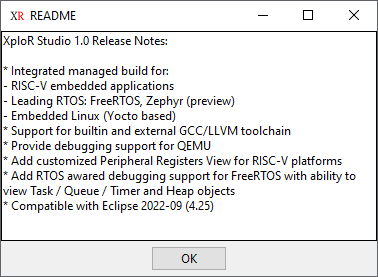 XR README
XploR Studio 1.0 Release Notes:
* Integrated managed build for:
- RISC-V embedded applications
- Leading RTOS: FreeRTOS, Zephyr (preview)
- Embedded Linux (Yocto based)
* Support for builtin and external GCC/LLVM toolchain
* Provide debugging support for QEMU
* Add customized Peripheral Registers View for RISC-V platforms
* Add RTOS awared debugging support for FreeRTOS with ability to
view Task / Queue / Timer and Heap objects
* Compatible with Eclipse 2022-09 (4.25)
OK